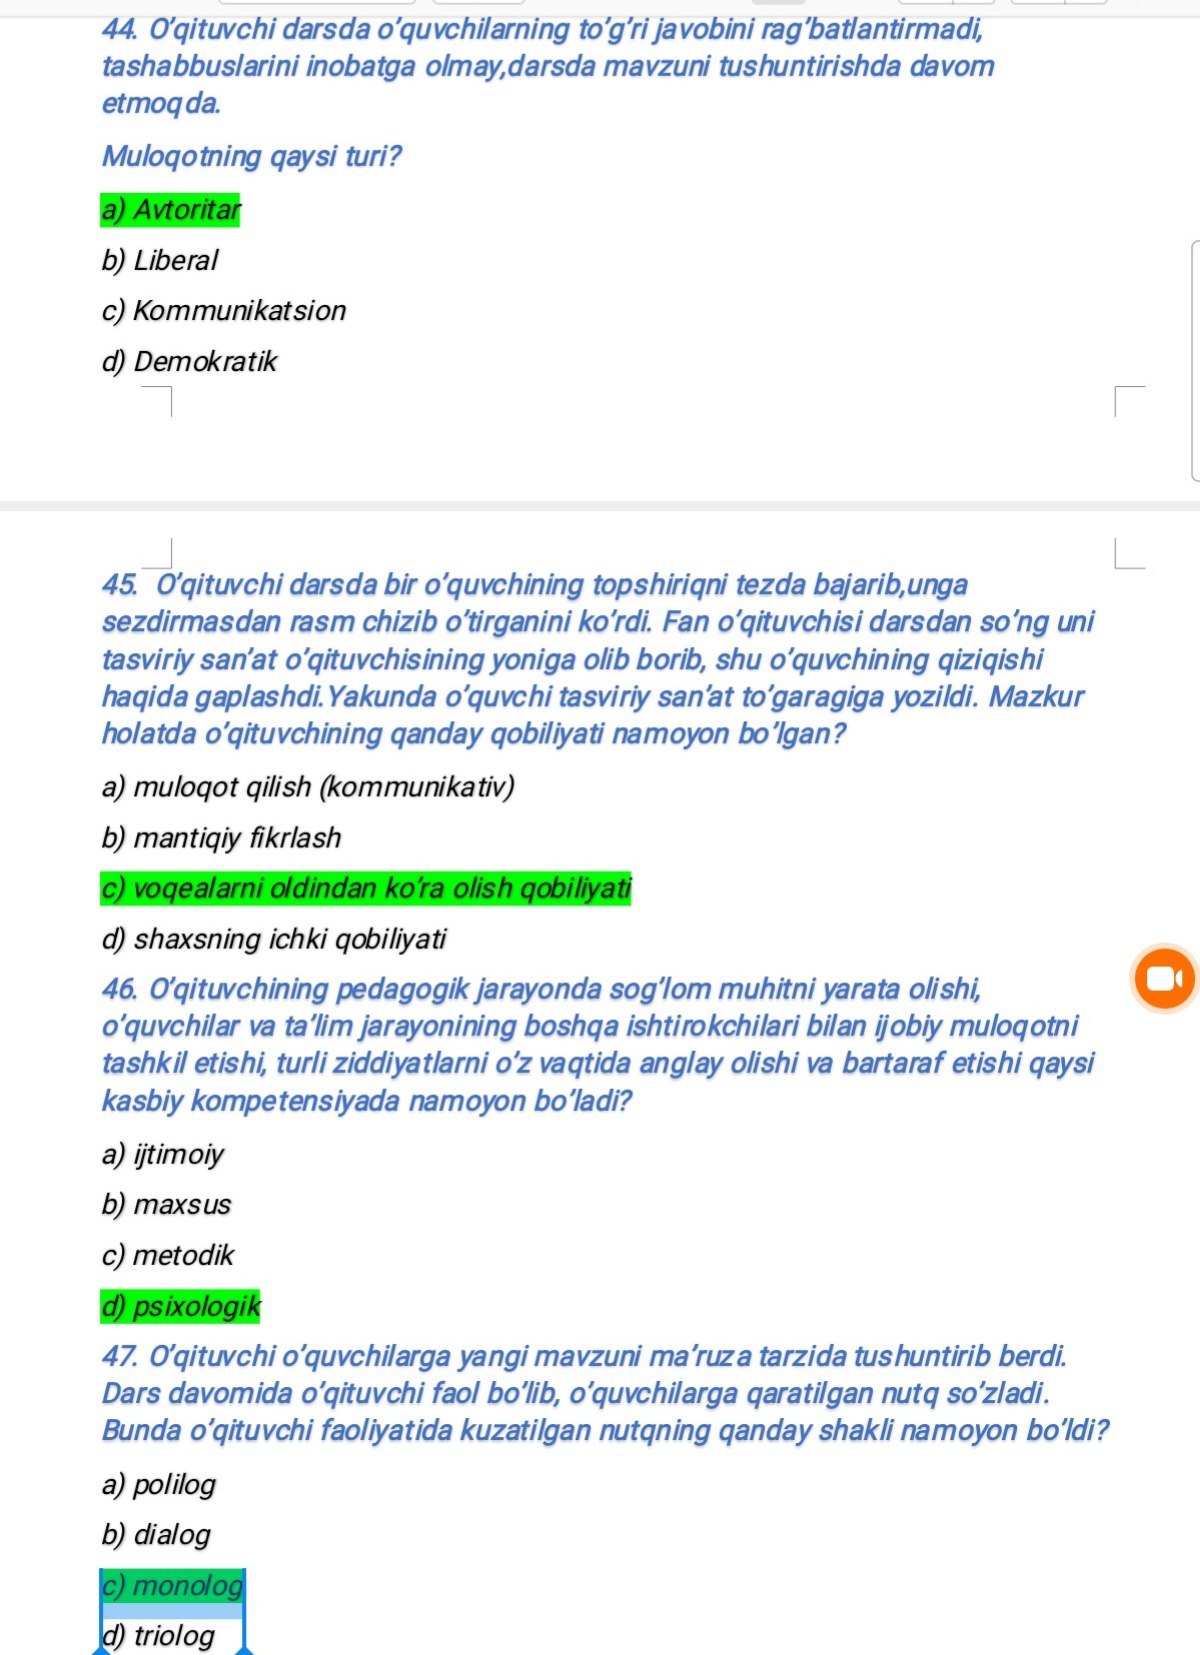 44. O'qituvchi darsda o'quvchilarning to'g'ri javobini rag'batlantirmadi,
tashabbuslarini inobatga olmay,darsda mavzuni tushuntirishda davom
etmoqda.
Muloqotning qaysi turi?
a) Avtoritar
b) Liberal
c) Kommunikatsion
d) Demokratik
45. O'qituvchi darsda bir o'quvchining topshiriqni tezda bajarib,unga
sezdirmasdan rasm chizib o'tirganini ko'rdi. Fan o'qituvchisi darsdan so'ng uni
tasviriy san'at o'qituvchisining yoniga olib borib, shu o'quvchining qiziqishi
haqida gaplashdi.Yakunda o'quvchi tasviriy san'at to'garagiga yozildi. Mazkur
holatda o'qituvchining qanday qobiliyati namoyon bo'lgan?
a) muloqot qilish (kommunikativ)
b) mantiqiy fikrlash
c) voqealarni oldindan ko'ra olish qobiliyati
d) shaxsning ichki qobiliyati
46. O'qituvchining pedagogik jarayonda sog'lom muhitni yarata olishi,
o'quvchilar va ta'lim jarayonining boshqa ishtirokchilari bilan ijobiy muloqotni
tashkil etishi, turli ziddiyatlarni o'z vaqtida anglay olishi va bartaraf etishi qaysi
kasbiy kompetensiyada namoyon bo'ladi?
a) ijtimoiy
b) maxsus
c) metodik
d) psixologik
47. O'qituvchi o'quvchilarga yangi mavzuni ma'ruza tarzida tushuntirib berdi.
Dars davomida o'qituvchi faol bo'lib, o'quvchilarga qaratilgan nutq so'zladi.
Bunda o'qituvchi faoliyatida kuzatilgan nutqning qanday shakli namoyon bo'ldi?
a) polilog
b) dialog
c) monolog
d) triolog